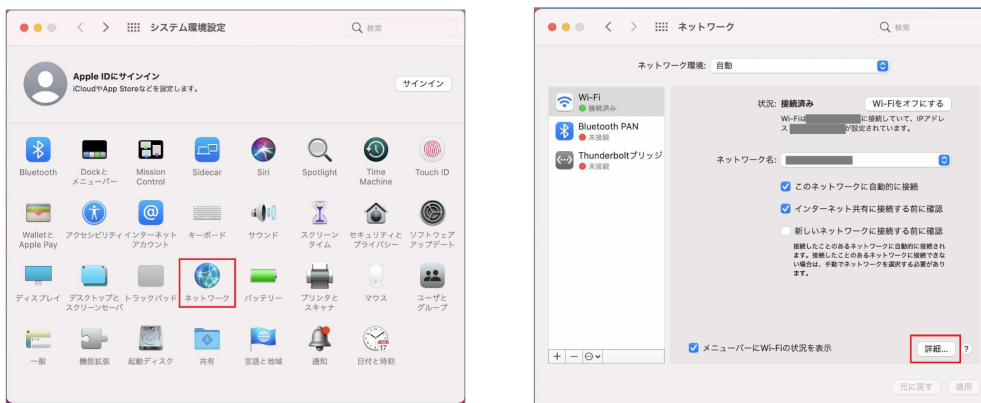 システム環境設定
検索
Apple IDにサインイン
iCloudやApp Storeなどを設定します。
サインイン
Bluetooth
Dockと
メニューバー
Mission
Control
Sidecar
Siri
Spotlight
Time
Machine
Touch ID
Walletと
Apple Pay
アクセシビリティ
インターネット
アカウント
キーボード
サウンド
スクリーン
タイム
セキュリティと
プライバシー
ソフトウェア
アップデート
ディスプレイ
デスクトップと
スクリーンセーバ
トラックパッド
ネットワーク
バッテリー
プリンタと
スキャナ
マウス
ユーザと
グループ
一般
機能拡張
起動ディスク
共有
言語と地域
通知
17
日付と時刻
ネットワーク
検索
ネットワーク環境: 自動
Wi-Fi
接続済み
Bluetooth PAN
未接続
Thunderboltブリッジ
未接続
状況: 接続済み
Wi-Fiをオフにする
Wi-Fiは に接続していて、IPアドレ
ス が設定されています。
ネットワーク名:
このネットワークに自動的に接続
インターネット共有に接続する前に確認
新しいネットワークに接続する前に確認
接続したことのあるネットワークに自動的に接続され
ます。接続したことのあるネットワークに接続できな
い場合は、手動でネットワークを選択する必要があり
ます。
メニューバーにWi-Fiの状況を表示
詳細...
?
元に戻す
適用